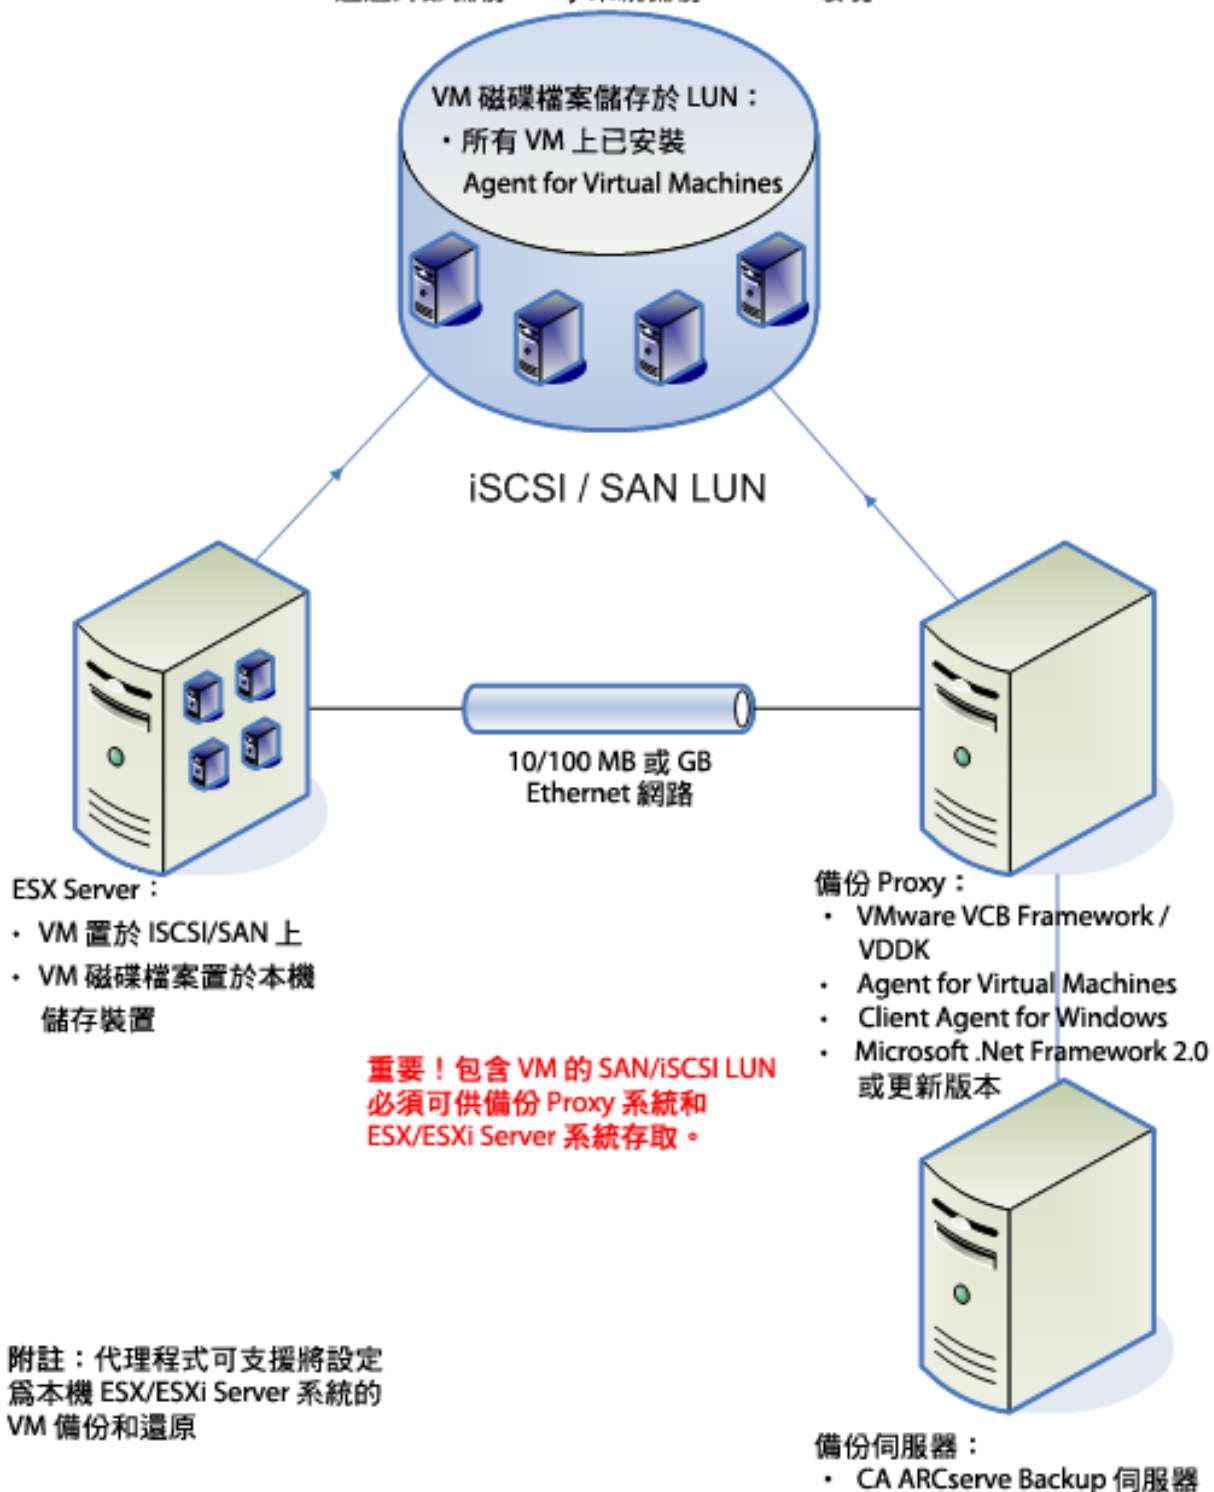 VM 磁碟檔案儲存於 LUN：
・所有 VM 上已安裝
Agent for Virtual Machines
iSCSI / SAN LUN
10/100 MB 或 GB
Ethernet 網路
ESX Server：
・ VM 置於 ISCSI/SAN 上
・ VM 磁碟檔案置於本機
儲存裝置
備份 Proxy：
・ VMware VCB Framework /
VDDK
・ Agent for Virtual Machines
・ Client Agent for Windows
・ Microsoft .Net Framework 2.0
或更新版本
重要！包含 VM 的 SAN/iSCSI LUN
必須可供備份 Proxy 系統和
ESX/ESXi Server 系統存取。
附註：代理程式可支援將設定
爲本機 ESX/ESXi Server 系統的
VM 備份和還原
備份伺服器：
・ CA ARCserve Backup 伺服器